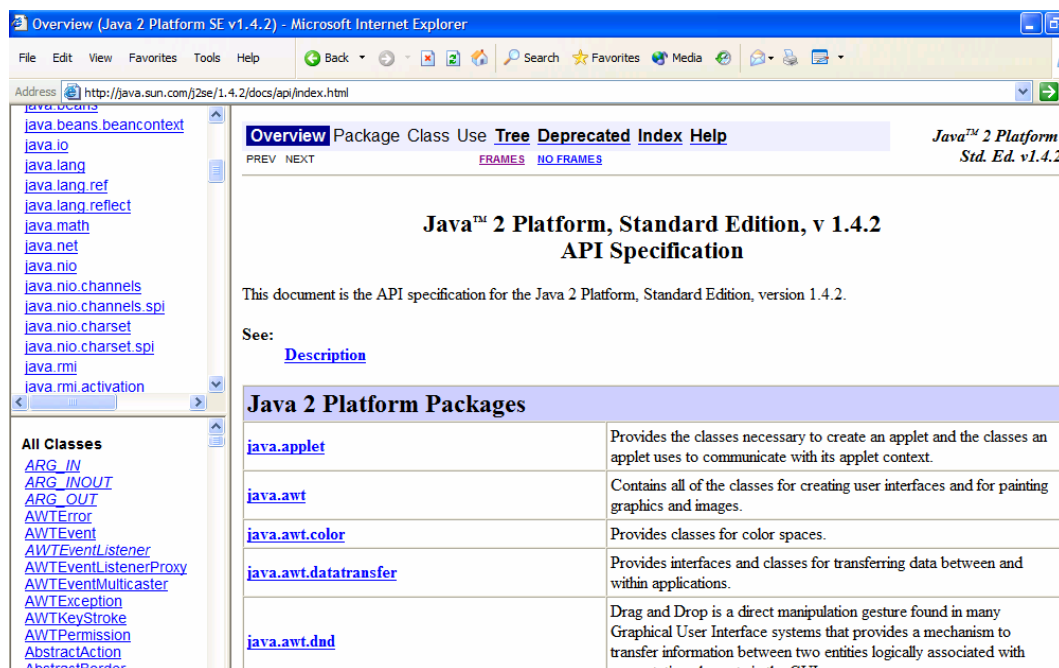 Overview (Java 2 Platform SE v1.4.2) - Microsoft Internet Explorer
File Edit View Favorites Tools Help Back Search Favorites Media
Address http://java.sun.com/j2se/1.4.2/docs/api/index.html
java.beans
java.beans.beancontext
java.io
java.lang
java.lang.ref
java.lang.reflect
java.math
java.net
java.nio
java.nio.channels
java.nio.channels.spi
java.nio.charset
java.nio.charset.spi
java.rmi
java.rmi.activation
All Classes
ARG_IN
ARG_INOUT
ARG_OUT
AWTError
AWTEvent
AWTEventListener
AWTEventListenerProxy
AWTEventMulticaster
AWTException
AWTKeyStroke
AWTPermission
AbstractAction
AbstractBorder
Overview Package Class Use Tree Deprecated Index Help
PREV NEXT FRAMES NO FRAMES
Java™ 2 Platform
Std. Ed. v1.4.2
Java™ 2 Platform, Standard Edition, v 1.4.2
API Specification
This document is the API specification for the Java 2 Platform, Standard Edition, version 1.4.2.
See:
Description
Java 2 Platform Packages
java.applet
Provides the classes necessary to create an applet and the classes an
applet uses to communicate with its applet context.
java.awt
Contains all of the classes for creating user interfaces and for painting
graphics and images.
java.awt.color
Provides classes for color spaces.
java.awt.datatransfer
Provides interfaces and classes for transferring data between and
within applications.
java.awt.dnd
Drag and Drop is a direct manipulation gesture found in many
Graphical User Interface systems that provides a mechanism to
transfer information between two entities logically associated with